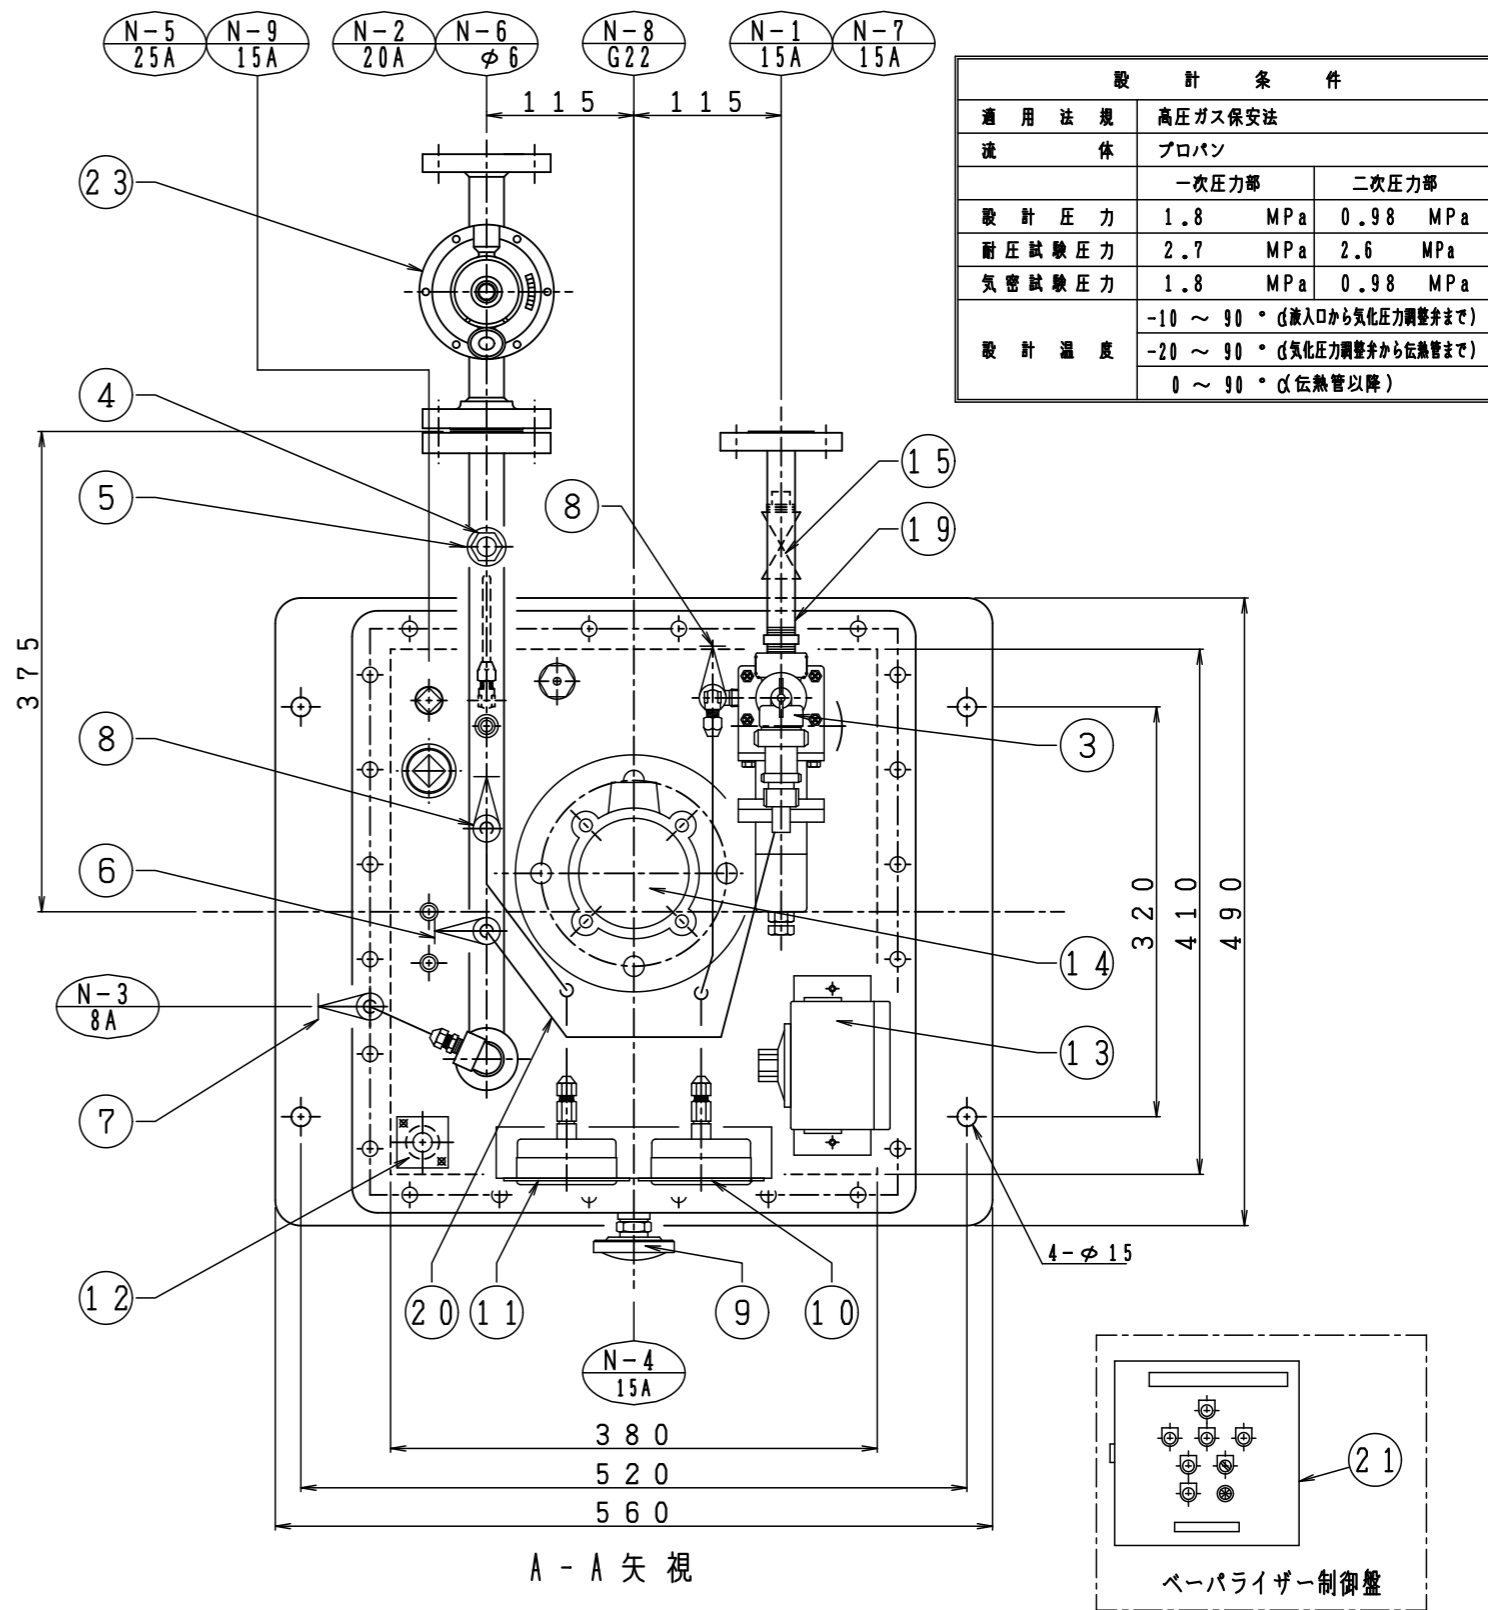 N-5
25A
N-9
15A
N-2
20A
N-6
φ6
N-8
G22
N-1
15A
N-7
15A
115
115
設計条件
適用法規 高圧ガス保安法
流体 プロパン
一次圧力部 二次圧力部
設計圧力 1.8 MPa 0.98 MPa
耐圧試験圧力 2.7 MPa 2.6 MPa
気密試験圧力 1.8 MPa 0.98 MPa
設計温度
-10 ～ 90 °C(液入口から気化圧力調整弁まで)
-20 ～ 90 °C(気化圧力調整弁から伝熱管まで)
0 ～ 90 °C(伝熱管以降)
23
4
5
8
15
19
375
8
3
6
320
410
490
14
N-3
8A
13
7
12
20
11
9
10
4-φ15
N-4
15A
380
520
560
21
A-A矢視
ベーパライザー制御盤